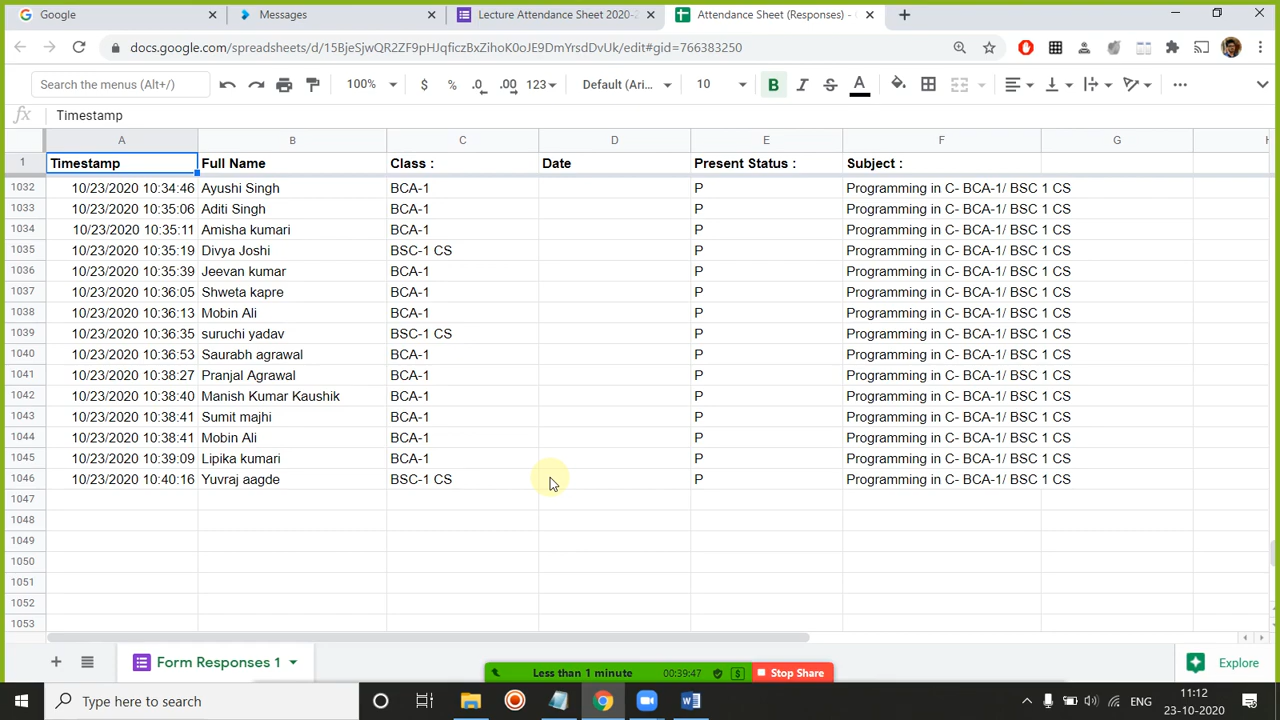 Google
Messages
Lecture Attendance Sheet 2020-2
Attendance Sheet (Responses) - G
docs.google.com/spreadsheets/d/15BjeSjwQR2ZF9pHJqficzBxZihoK0oJE9DmYrsdDvUk/edit#gid=766383250
Search the menus (Alt+/)
100%
$ % .0 .00 123
Default (Ari...
10
B I S A
fx Timestamp
A B C D E F G H
1 Timestamp Full Name Class : Date Present Status : Subject :
1032 10/23/2020 10:34:46 Ayushi Singh BCA-1 P Programming in C- BCA-1/ BSC 1 CS
1033 10/23/2020 10:35:06 Aditi Singh BCA-1 P Programming in C- BCA-1/ BSC 1 CS
1034 10/23/2020 10:35:11 Amisha kumari BCA-1 P Programming in C- BCA-1/ BSC 1 CS
1035 10/23/2020 10:35:19 Divya Joshi BSC-1 CS P Programming in C- BCA-1/ BSC 1 CS
1036 10/23/2020 10:35:39 Jeevan kumar BCA-1 P Programming in C- BCA-1/ BSC 1 CS
1037 10/23/2020 10:36:05 Shweta kapre BCA-1 P Programming in C- BCA-1/ BSC 1 CS
1038 10/23/2020 10:36:13 Mobin Ali BCA-1 P Programming in C- BCA-1/ BSC 1 CS
1039 10/23/2020 10:36:35 suruchi yadav BSC-1 CS P Programming in C- BCA-1/ BSC 1 CS
1040 10/23/2020 10:36:53 Saurabh agrawal BCA-1 P Programming in C- BCA-1/ BSC 1 CS
1041 10/23/2020 10:38:27 Pranjal Agrawal BCA-1 P Programming in C- BCA-1/ BSC 1 CS
1042 10/23/2020 10:38:40 Manish Kumar Kaushik BCA-1 P Programming in C- BCA-1/ BSC 1 CS
1043 10/23/2020 10:38:41 Sumit majhi BCA-1 P Programming in C- BCA-1/ BSC 1 CS
1044 10/23/2020 10:38:41 Mobin Ali BCA-1 P Programming in C- BCA-1/ BSC 1 CS
1045 10/23/2020 10:39:09 Lipika kumari BCA-1 P Programming in C- BCA-1/ BSC 1 CS
1046 10/23/2020 10:40:16 Yuvraj aagde BSC-1 CS P Programming in C- BCA-1/ BSC 1 CS
1047
1048
1049
1050
1051
1052
1053
Form Responses 1
Explore
Less than 1 minute 00:39:47 $ Stop Share
Type here to search
ENG
11:12
23-10-2020